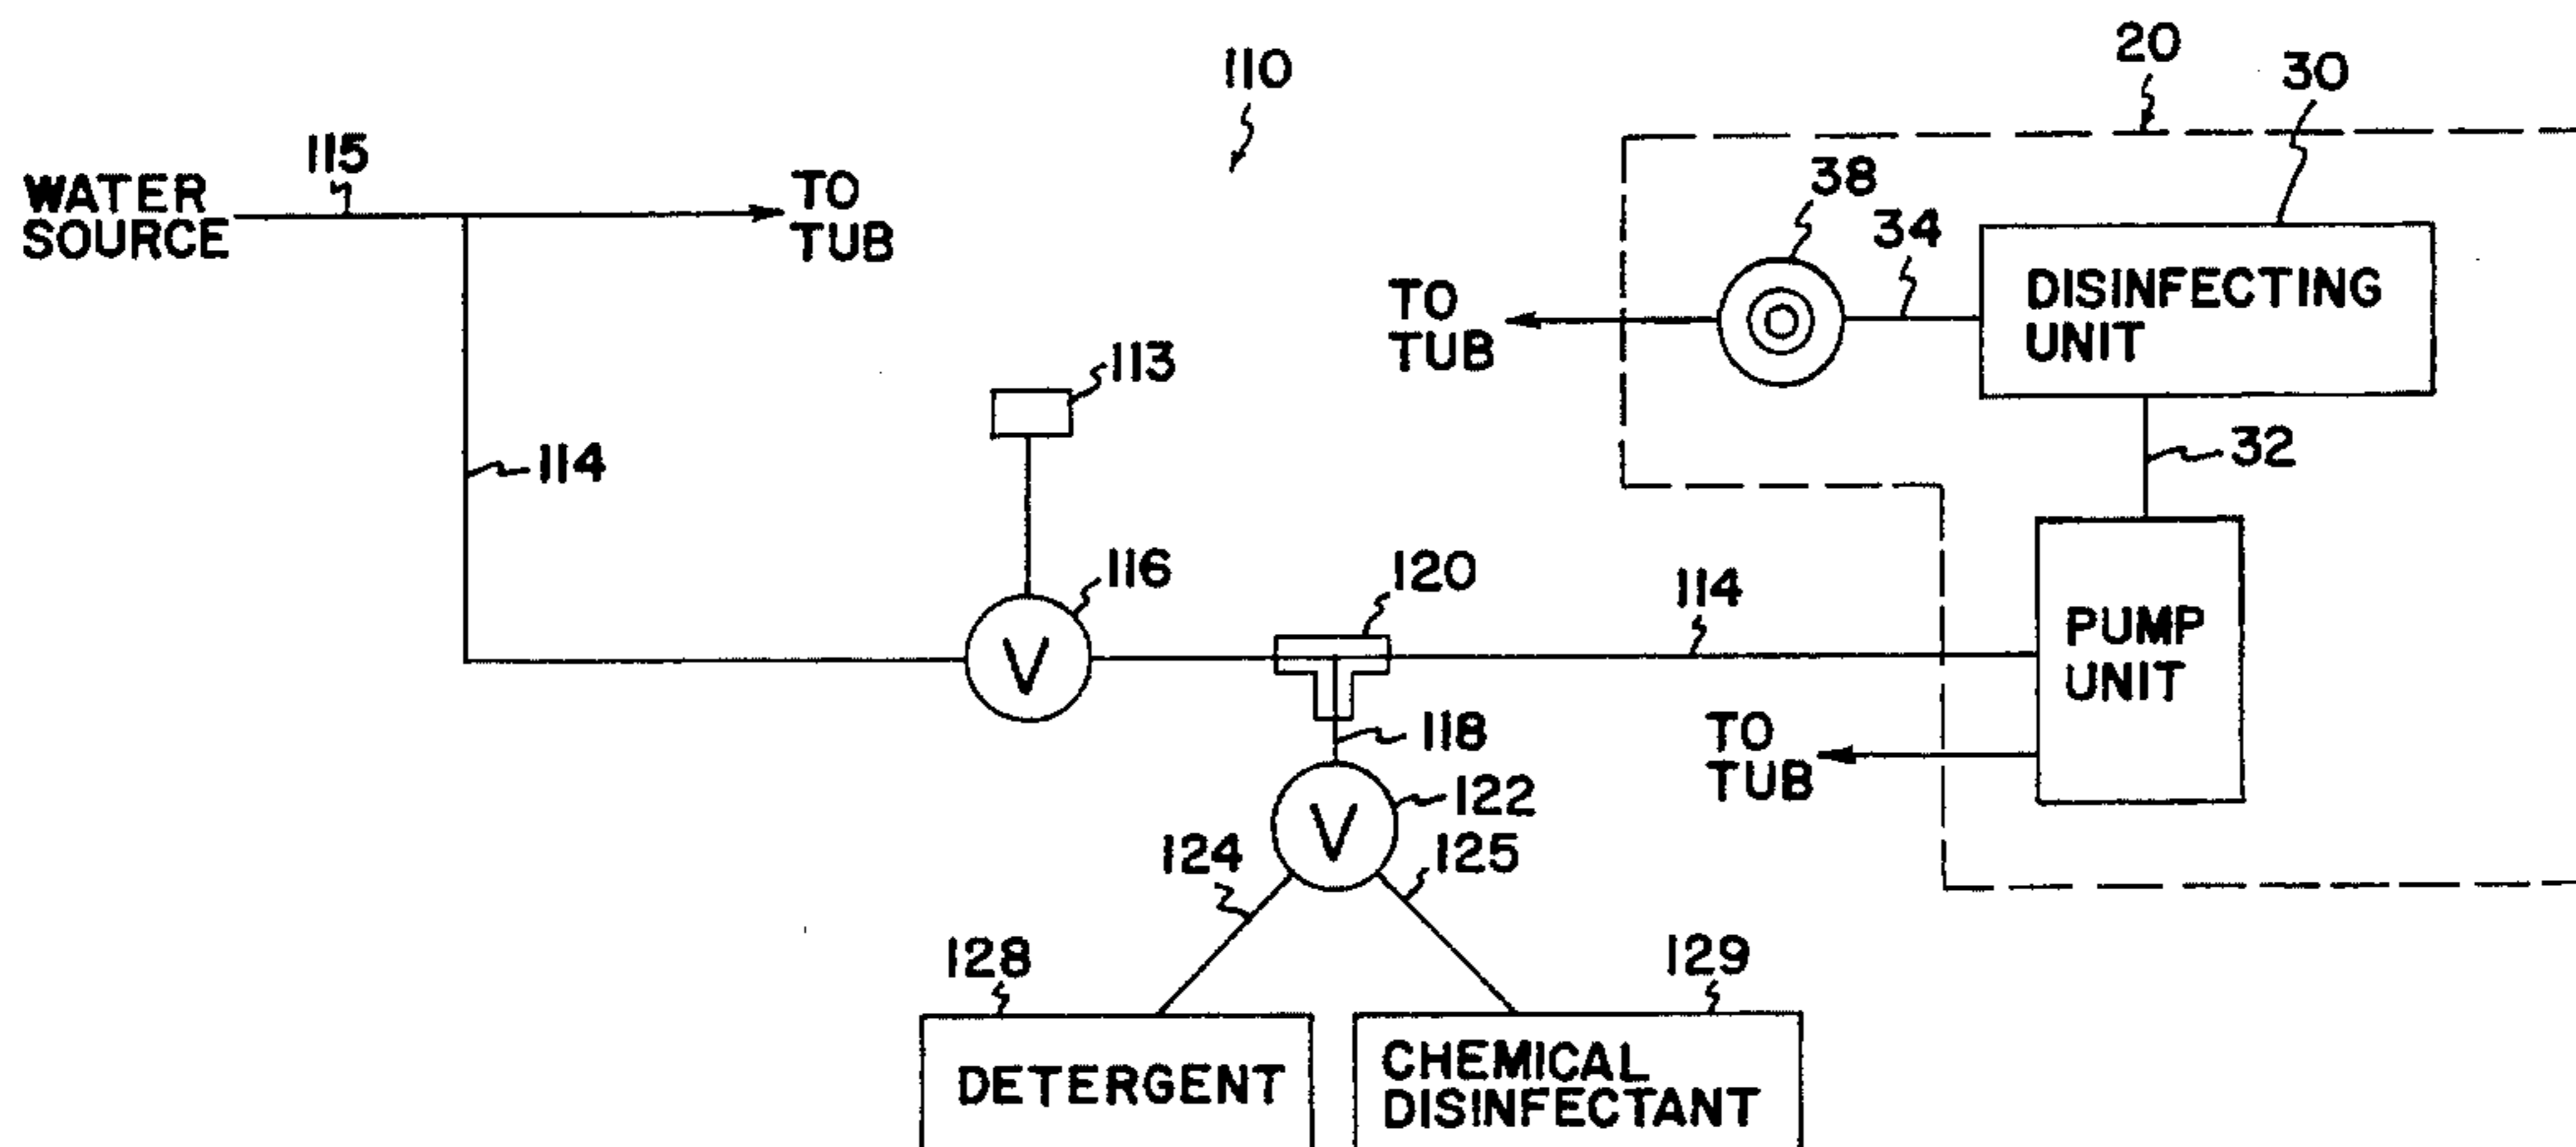 110
20
30
115
WATER
SOURCE
TO
TUB
38
34
TO
TUB
DISINFECTING
UNIT
113
114
32
116
120
114
PUMP
UNIT
118
TO
TUB
122
V
V
124
125
128
129
DETERGENT
CHEMICAL
DISINFECTANT